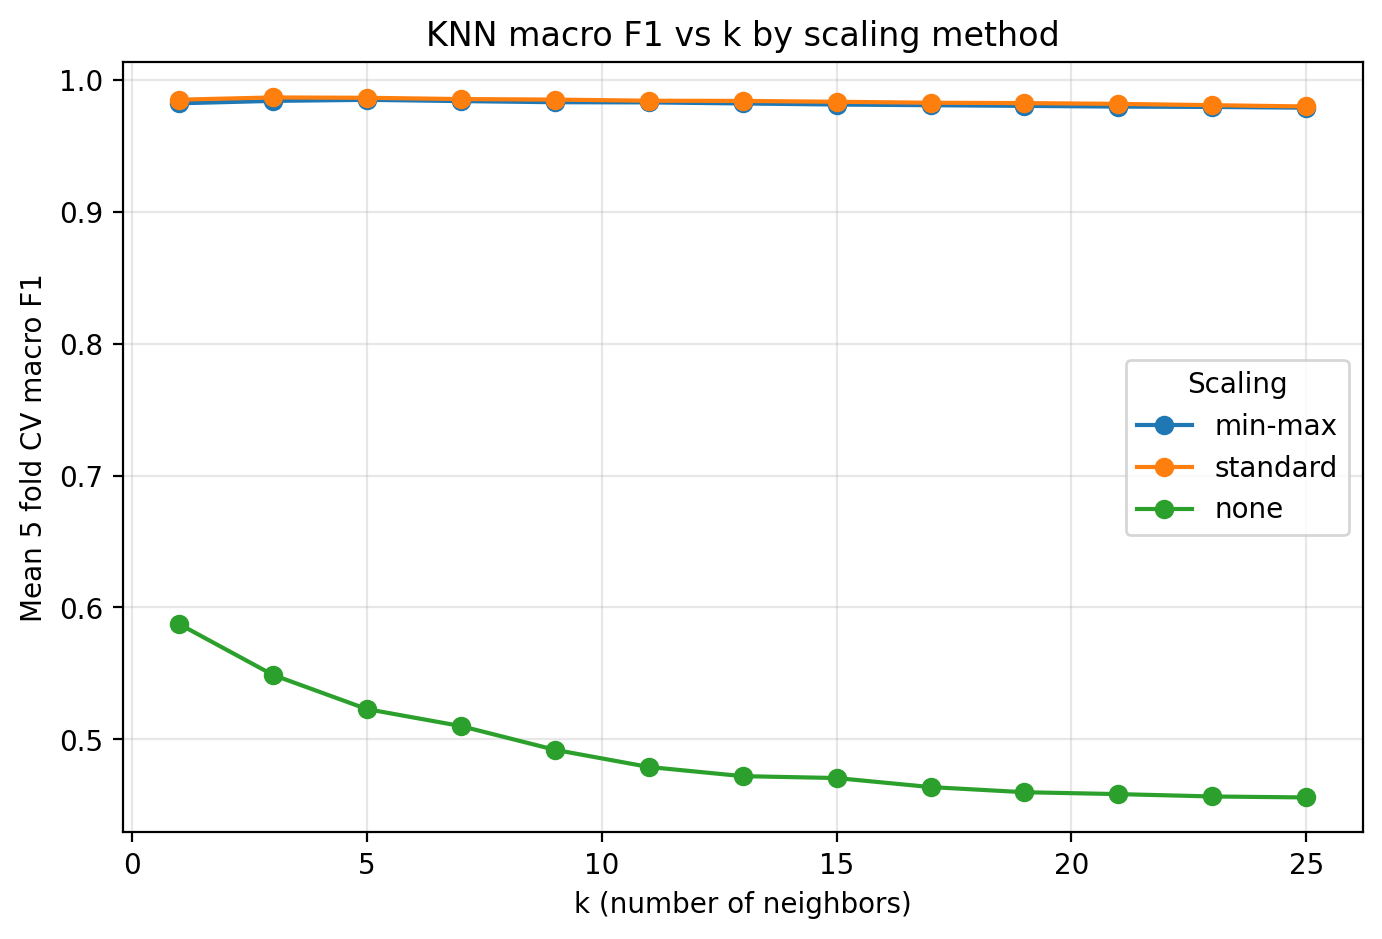 KNN macro F1 vs k by scaling method
Mean 5 fold CV macro F1
1.0
0.9
0.8
0.7
0.6
0.5
Scaling
min-max
standard
none
0 5 10 15 20 25
k (number of neighbors)